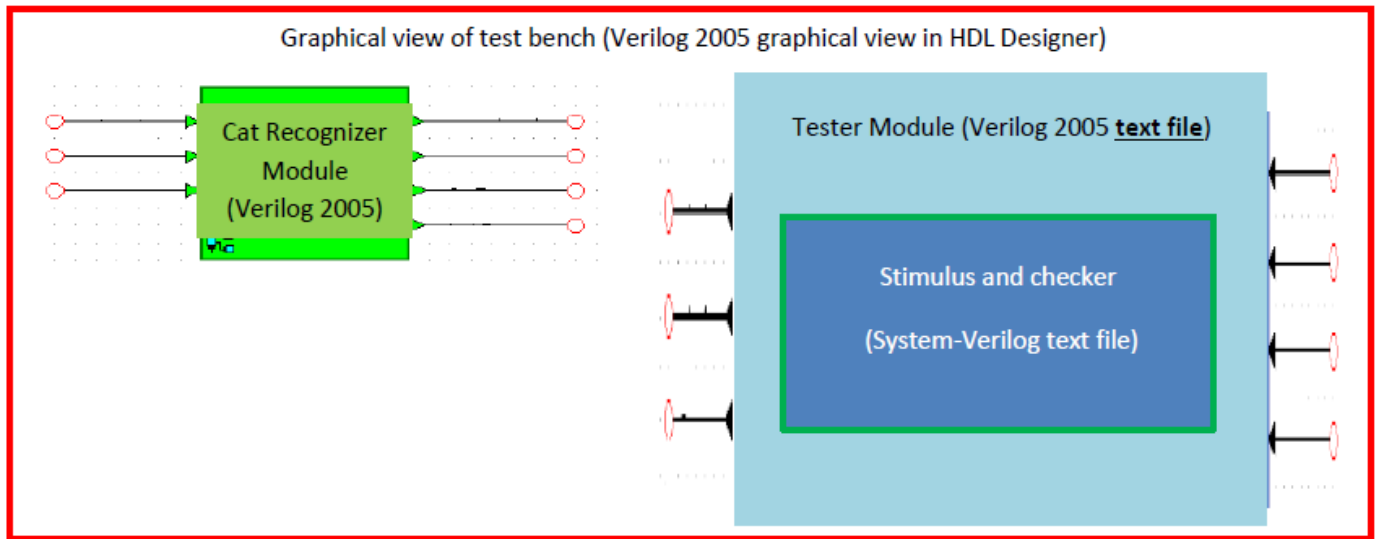 Graphical view of test bench (Verilog 2005 graphical view in HDL Designer)
Cat Recognizer
Module
(Verilog 2005)
Tester Module (Verilog 2005 text file)
Stimulus and checker
(System-Verilog text file)